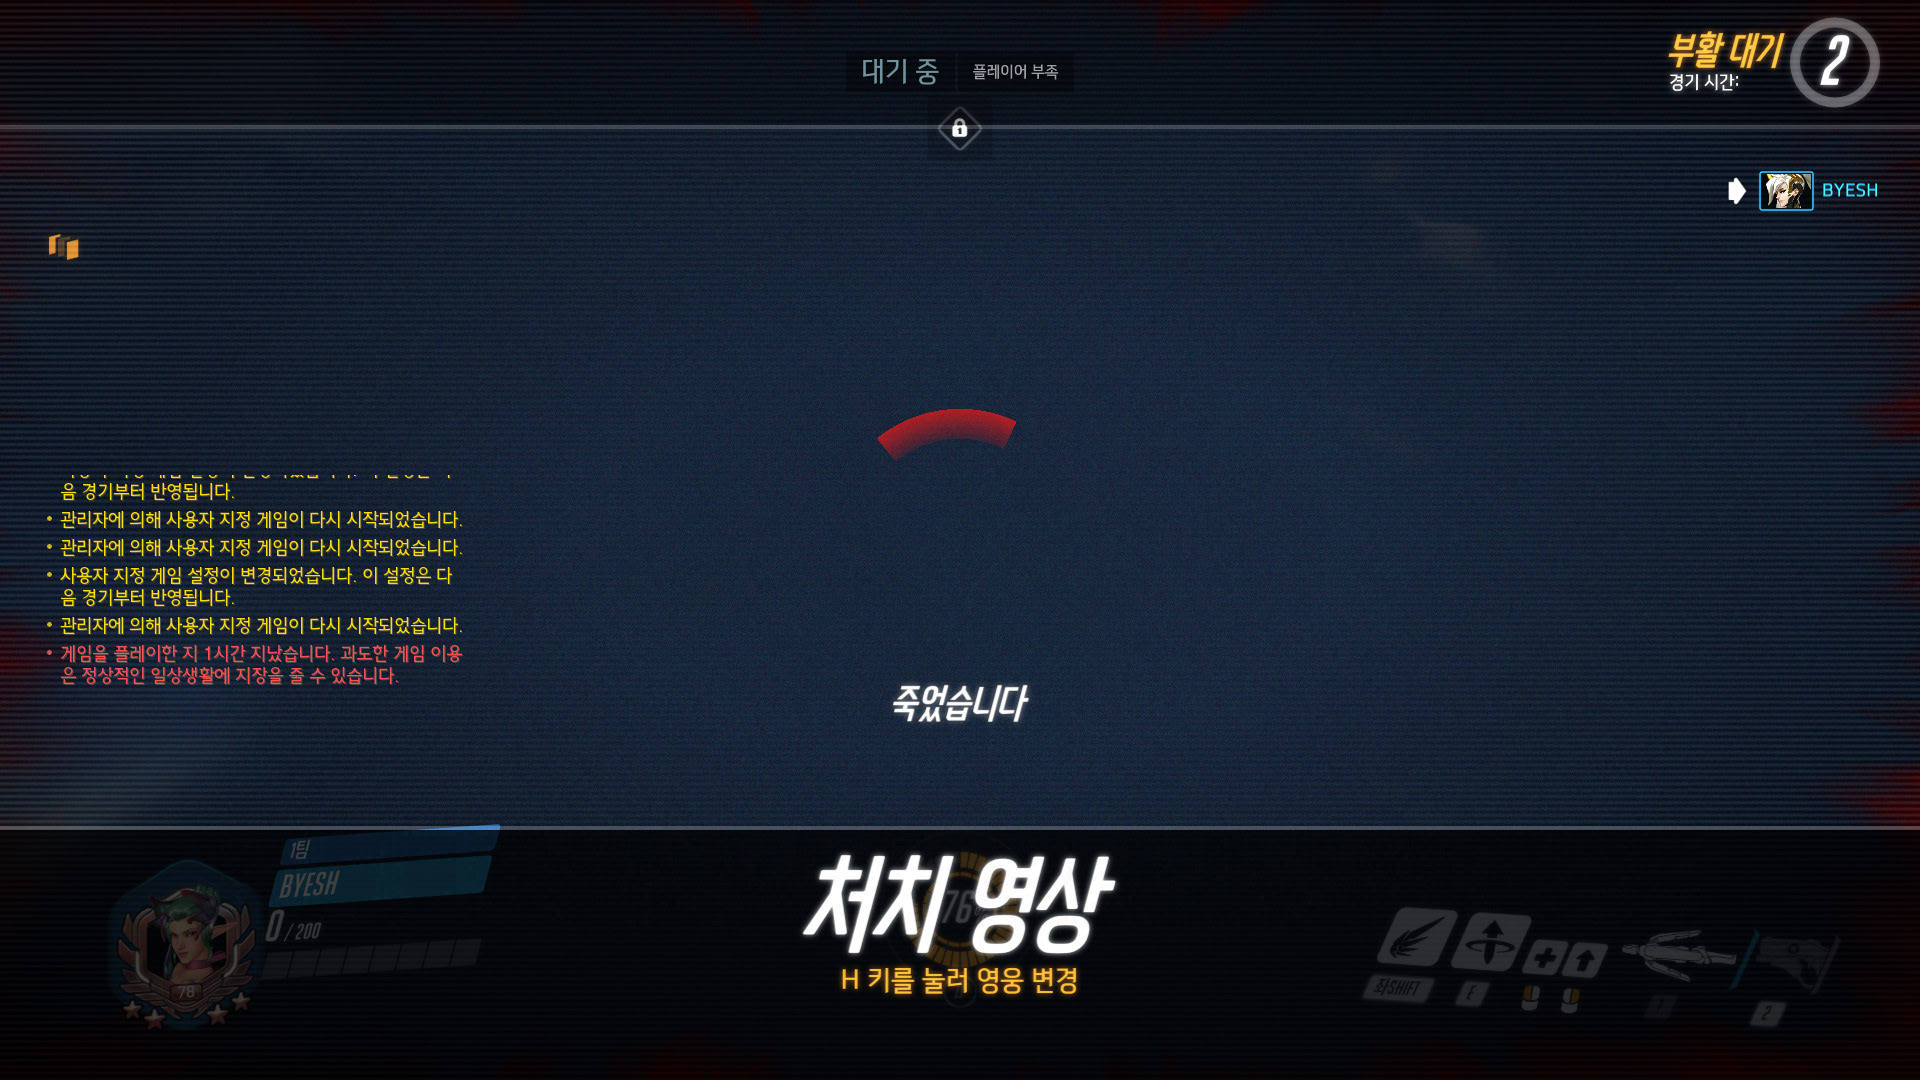 대기 중 플레이어 부족
부활 대기 2
경기 시간:
BYESH
음 경기부터 반영됩니다.
• 관리자에 의해 사용자 지정 게임이 다시 시작되었습니다.
• 관리자에 의해 사용자 지정 게임이 다시 시작되었습니다.
• 사용자 지정 게임 설정이 변경되었습니다. 이 설정은 다
음 경기부터 반영됩니다.
• 관리자에 의해 사용자 지정 게임이 다시 시작되었습니다.
• 게임을 플레이한 지 1시간 지났습니다. 과도한 게임 이용
은 정상적인 일상생활에 지장을 줄 수 있습니다.
죽었습니다
1팀
BYESH
0 / 200
78
처치 영상
76
H 키를 눌러 영웅 변경
좌SHIFT E 1 2